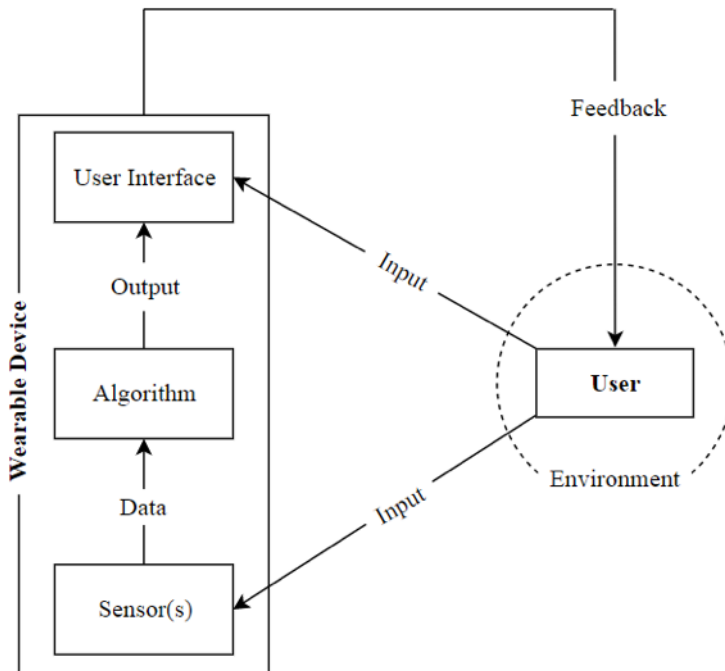 Feedback
User Interface
Input
Output
Wearable Device
User
Algorithm
Environment
Input
Data
Sensor(s)